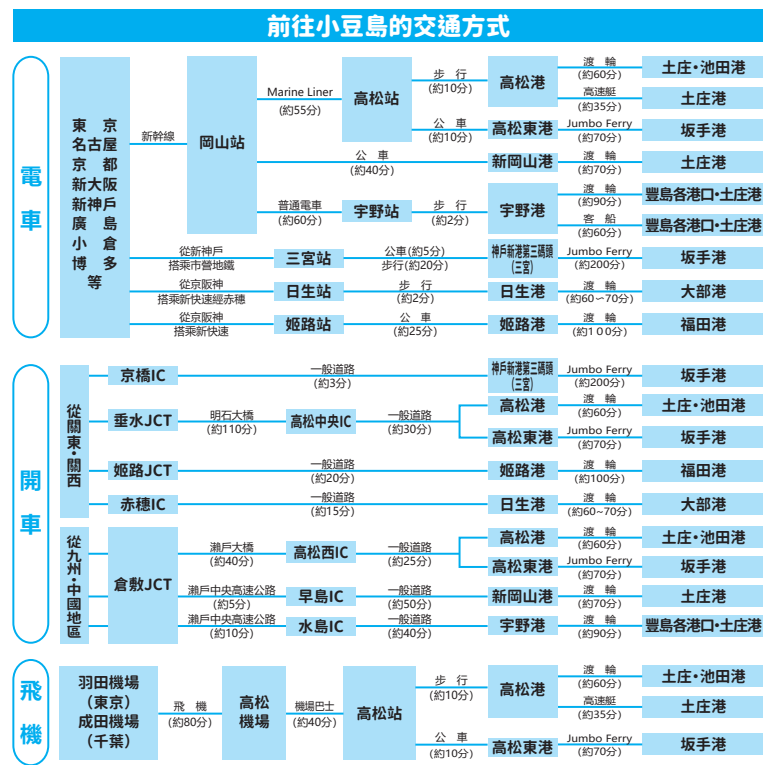 前往小豆島的交通方式
電車
東京
名古屋
京都
新大阪
新神戶
廣島
小倉
博多
等
新幹線
岡山站
Marine Liner
(約55分)
高松站
步行
(約10分)
高松港
渡輪
(約60分)
土庄・池田港
高速艇
(約35分)
土庄港
公車
(約10分)
高松東港
Jumbo Ferry
(約70分)
坂手港
公車
(約40分)
新岡山港
渡輪
(約70分)
土庄港
普通電車
(約60分)
宇野站
步行
(約2分)
宇野港
渡輪
(約90分)
豐島各港口・土庄港
客船
(約60分)
豐島各港口・土庄港
從新神戶
搭乘市營地鐵
三宮站
公車(約5分)
步行(約20分)
神戶新港第三碼頭
(三宮)
Jumbo Ferry
(約200分)
坂手港
從京阪神
搭乘新快速經赤穗
日生站
步行
(約2分)
日生港
渡輪
(約60~70分)
大部港
從京阪神
搭乘新快速
姬路站
公車
(約25分)
姬路港
渡輪
(約100分)
福田港
開車
從關東・關西
京橋IC
一般道路
(約3分)
神戶新港第三碼頭
(三宮)
Jumbo Ferry
(約200分)
坂手港
垂水JCT
明石大橋
(約110分)
高松中央IC
一般道路
(約30分)
高松港
渡輪
(約60分)
土庄・池田港
高松東港
Jumbo Ferry
(約70分)
坂手港
姬路JCT
一般道路
(約20分)
姬路港
渡輪
(約100分)
福田港
赤穗IC
一般道路
(約15分)
日生港
渡輪
(約60~70分)
大部港
從九州・中國地區
倉敷JCT
瀨戶大橋
(約40分)
高松西IC
一般道路
(約25分)
高松港
渡輪
(約60分)
土庄・池田港
高松東港
Jumbo Ferry
(約70分)
坂手港
瀨戶中央高速公路
(約5分)
早島IC
一般道路
(約50分)
新岡山港
渡輪
(約70分)
土庄港
瀨戶中央高速公路
(約10分)
水島IC
一般道路
(約40分)
宇野港
渡輪
(約90分)
豐島各港口・土庄港
飛機
羽田機場
(東京)
成田機場
(千葉)
飛機
(約80分)
高松
機場
機場巴士
(約40分)
高松站
步行
(約10分)
高松港
渡輪
(約60分)
土庄・池田港
高速艇
(約35分)
土庄港
公車
(約10分)
高松東港
Jumbo Ferry
(約70分)
坂手港